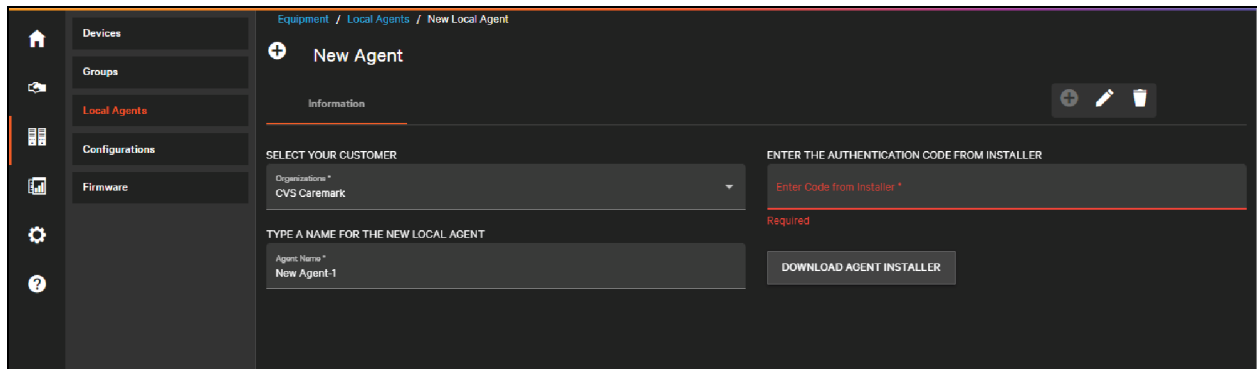 Equipment / Local Agents / New Local Agent
New Agent
Devices
Groups
Local Agents
Configurations
Firmware
Information
SELECT YOUR CUSTOMER
Organizations *
CVS Caremark
TYPE A NAME FOR THE NEW LOCAL AGENT
Agent Name *
New Agent-1
ENTER THE AUTHENTICATION CODE FROM INSTALLER
Enter Code from Installer *
Required
DOWNLOAD AGENT INSTALLER